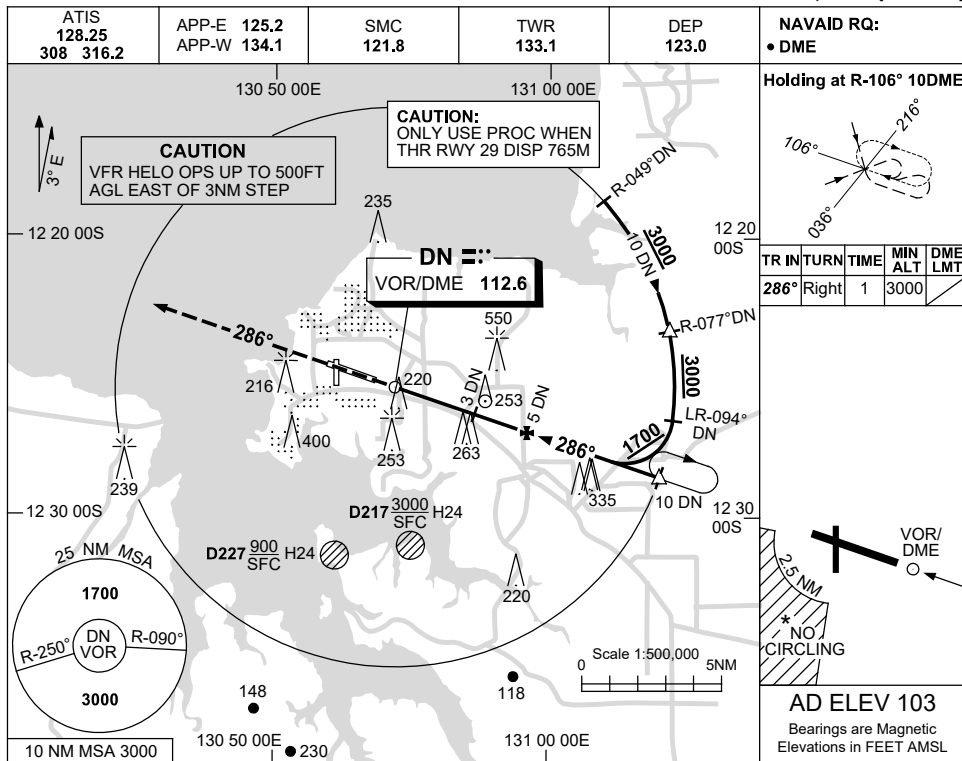 ATIS
128.25
308 316.2
APP-E 125.2
APP-W 134.1
SMC
121.8
TWR
133.1
DEP
123.0
NAVAID RQ:
• DME
130 50 00E
131 00 00E
3° E
CAUTION
VFR HELO OPS UP TO 500FT
AGL EAST OF 3NM STEP
CAUTION:
ONLY USE PROC WHEN
THR RWY 29 DISP 765M
Holding at R-106° 10DME
106°
216°
036°
TR IN
TURN
TIME
MIN
ALT
DME
LMT
286°
Right
1
3000
12 20 00S
12 20
00S
235
DN
VOR/DME 112.6
R-049°DN
3000
10 DN
R-077°DN
3000
LR-094°
DN
1700
286°
550
216
220
253
3 DN
5 DN
400
253
263
286°
335
10 DN
239
12 30 00S
12 30
00S
D217 3000
SFC H24
D227 900
SFC H24
220
25 NM MSA
1700
DN
VOR
R-250°
R-090°
3000
10 NM MSA 3000
148
230
118
Scale 1:500,000
0
5NM
130 50 00E
131 00 00E
VOR/
DME
2.5 NM
* NO
CIRCLING
AD ELEV 103
Bearings are Magnetic
Elevations in FEET AMSL